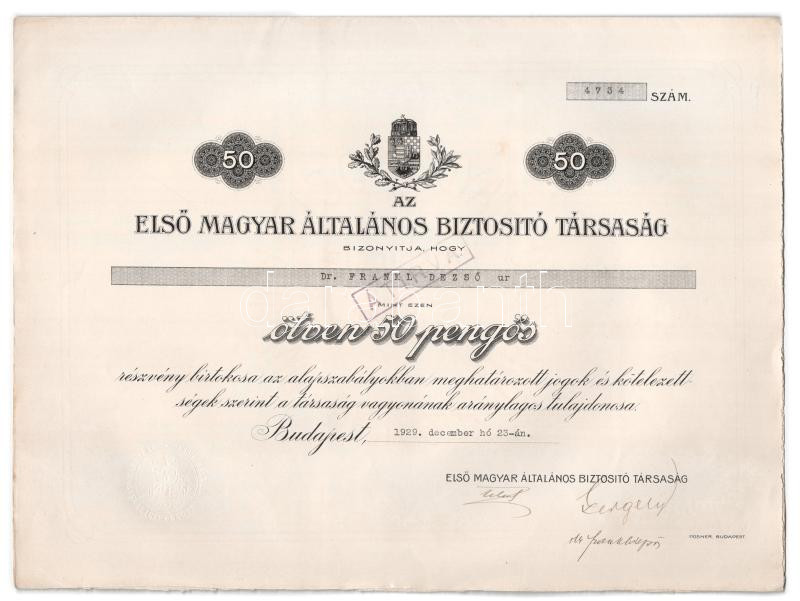 4734 SZÁM.
50 50
AZ
ELSŐ MAGYAR ÁLTALÁNOS BIZTOSITÓ TÁRSASÁG
BIZONYITJA, HOGY
Dr. FRANKL DEZSŐ ur
MINT EZEN
ötven 50 pengős
részvény birtokosa az alapszabályokban meghatározott jogok és kötelezett-
ségek szerint a társaság vagyonának aránylagos tulajdonosa.
Budapest, 1929. december hó 23-án.
ELSŐ MAGYAR ÁLTALÁNOS BIZTOSITÓ TÁRSASÁG
Gergely
POSNER, BUDAPEST